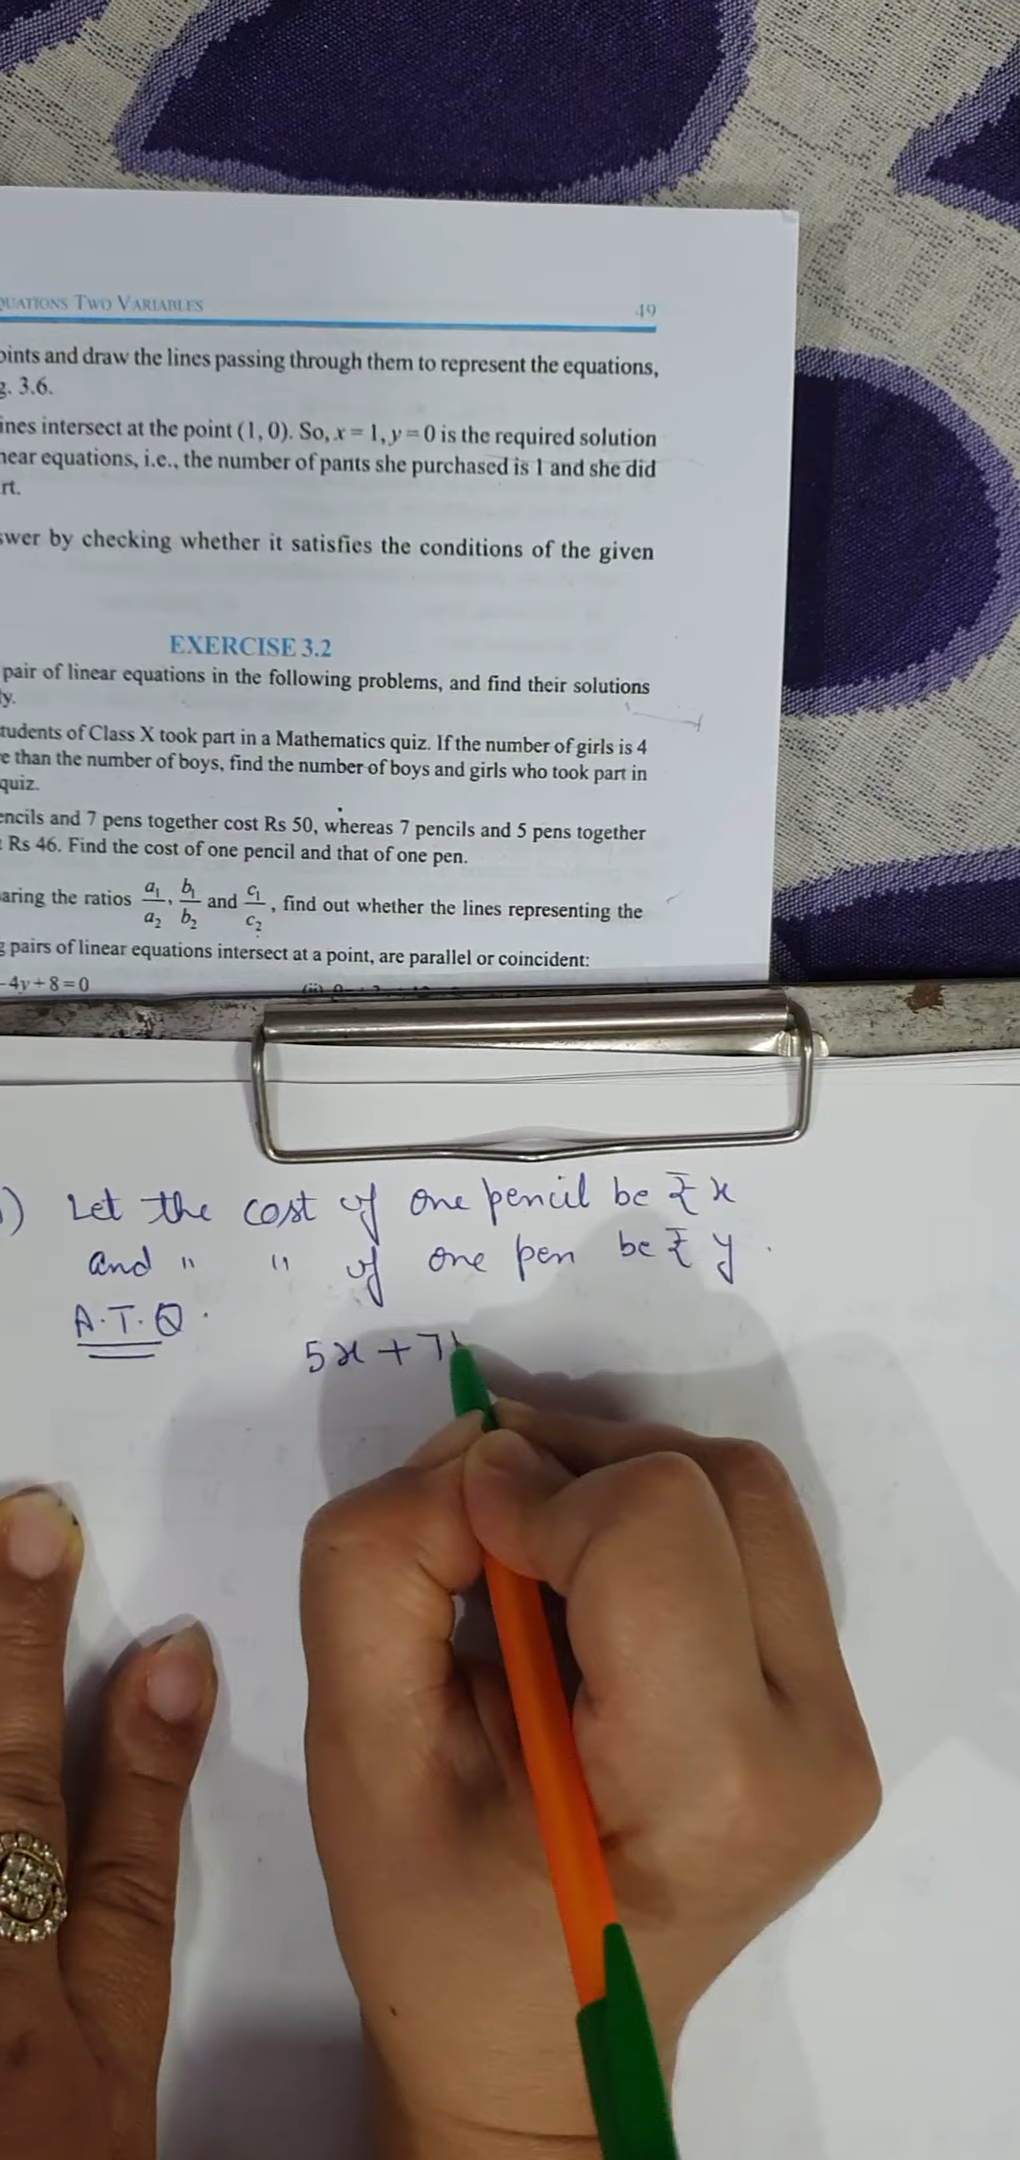 QUATIONS TWO VARIABLES 49
oints and draw the lines passing through them to represent the equations,
g. 3.6.
ines intersect at the point (1, 0). So, x = 1, y = 0 is the required solution
near equations, i.e., the number of pants she purchased is 1 and she did
rt.
swer by checking whether it satisfies the conditions of the given
EXERCISE 3.2
pair of linear equations in the following problems, and find their solutions
ly.
tudents of Class X took part in a Mathematics quiz. If the number of girls is 4
e than the number of boys, find the number of boys and girls who took part in
quiz.
encils and 7 pens together cost Rs 50, whereas 7 pencils and 5 pens together
Rs 46. Find the cost of one pencil and that of one pen.
aring the ratios a₁/a₂, b₁/b₂ and c₁/c₂, find out whether the lines representing the
g pairs of linear equations intersect at a point, are parallel or coincident:
-4y + 8 = 0 (ii)
) Let the cost of one pencil be ₹ x
and " " of one pen be ₹ y.
A.T.Q.
5x + 7